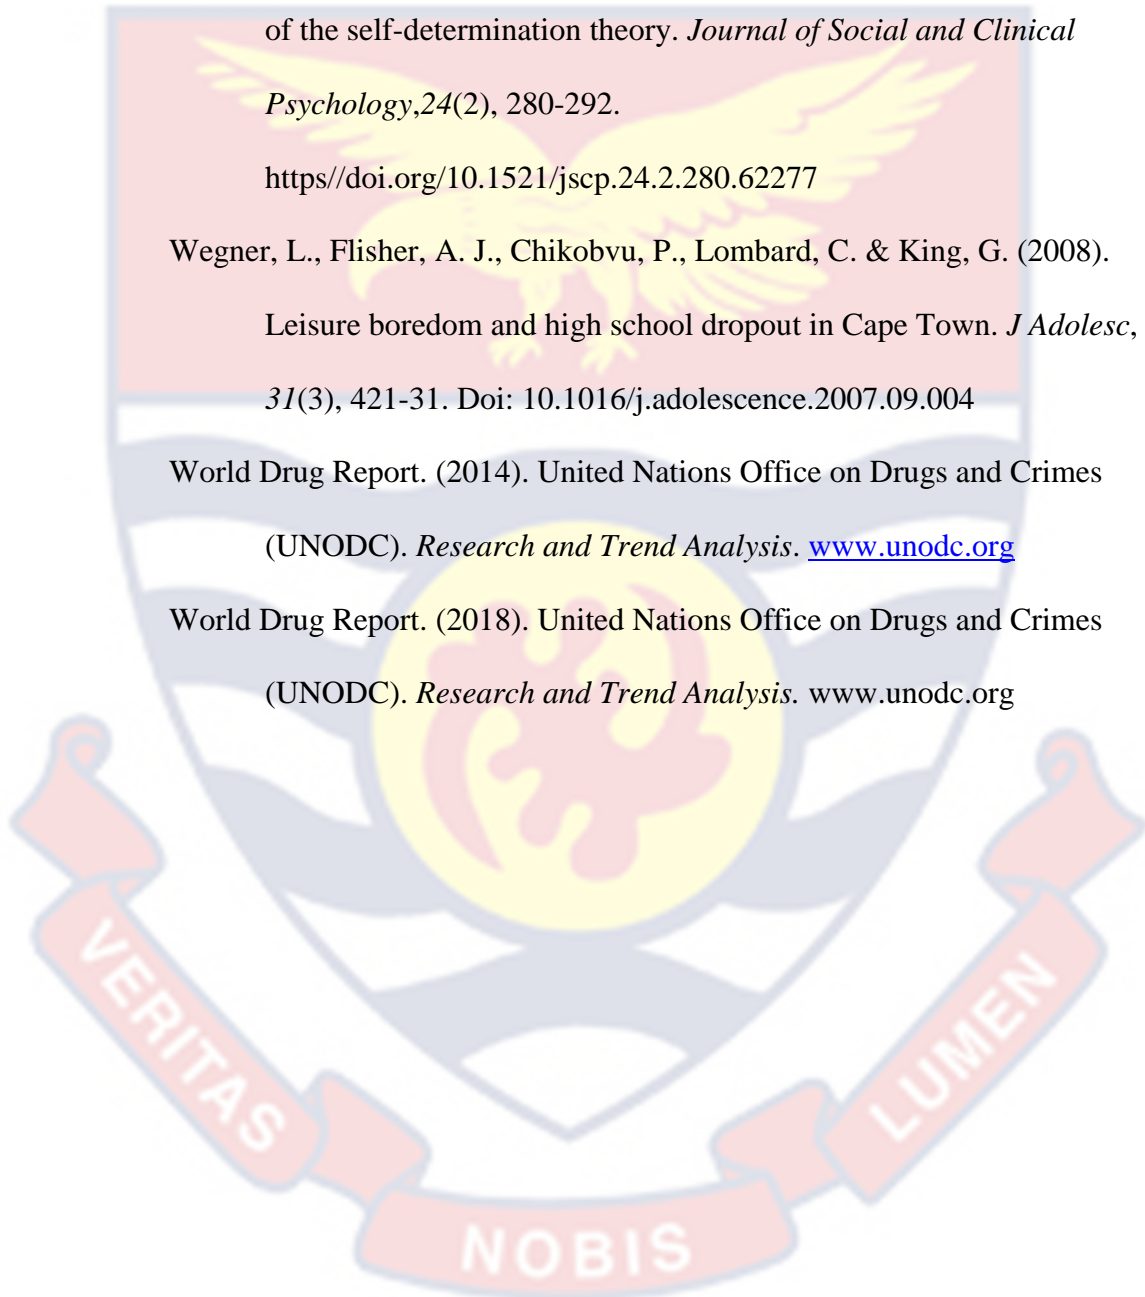 of the self-determination theory. Journal of Social and Clinical
Psychology,24(2), 280-292.
https//doi.org/10.1521/jscp.24.2.280.62277
Wegner, L., Flisher, A. J., Chikobvu, P., Lombard, C. & King, G. (2008).
Leisure boredom and high school dropout in Cape Town. J Adolesc,
31(3), 421-31. Doi: 10.1016/j.adolescence.2007.09.004
World Drug Report. (2014). United Nations Office on Drugs and Crimes
(UNODC). Research and Trend Analysis. www.unodc.org
World Drug Report. (2018). United Nations Office on Drugs and Crimes
(UNODC). Research and Trend Analysis. www.unodc.org
VERITAS
NOBIS
LUMEN